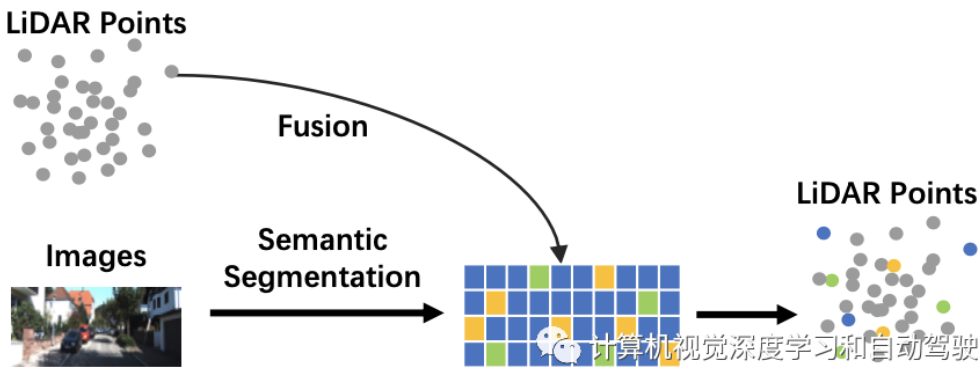 LiDAR Points
Fusion
LiDAR Points
Images
Semantic
Segmentation
计算机视觉深度学习和自动驾驶